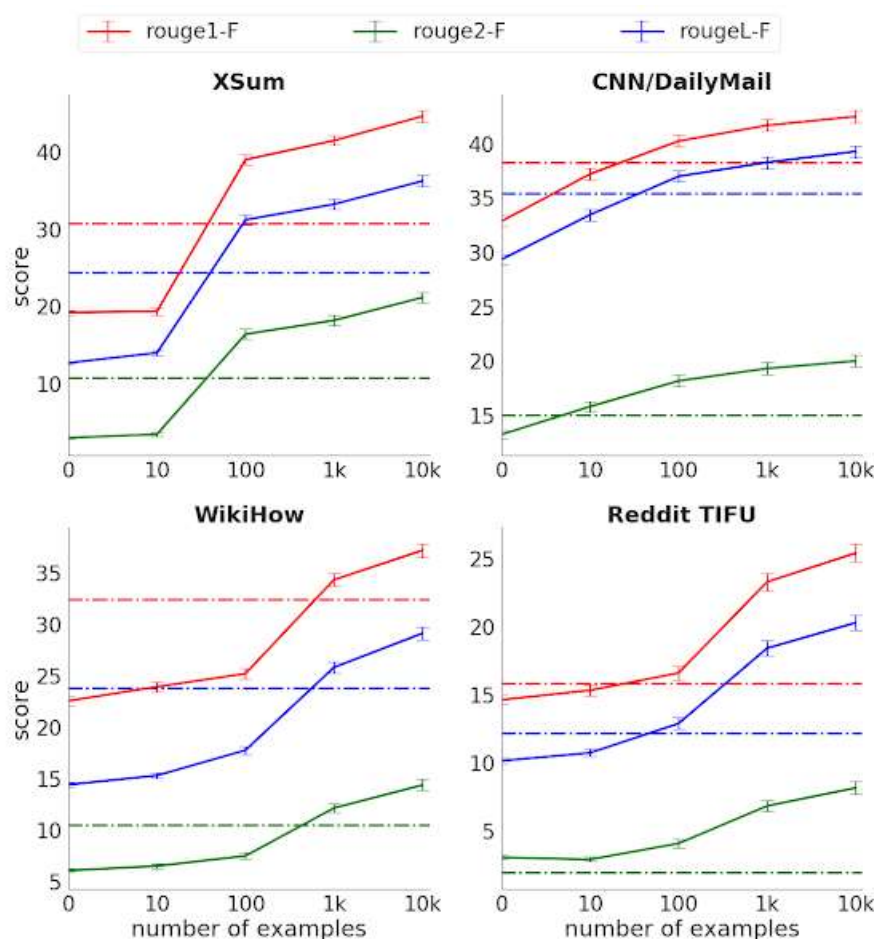 rouge1-F rouge2-F rougeL-F
XSum
score
40
30
20
10
0 10 100 1k 10k
CNN/DailyMail
40
35
30
25
20
15
0 10 100 1k 10k
WikiHow
score
35
30
25
20
15
10
5
0 10 100 1k 10k
number of examples
Reddit TIFU
25
20
15
10
5
0 10 100 1k 10k
number of examples